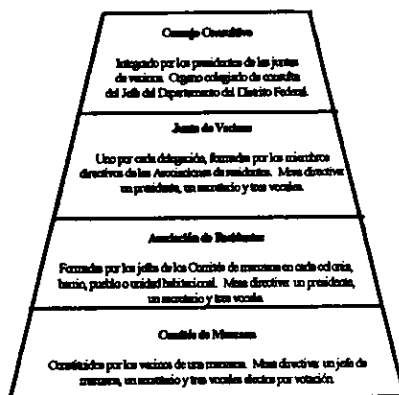 Consejo Consultivo
Integrado por los presidentes de las juntas
de vecinos. Organo colegiado de consulta
del Jefe del Departamento del Distrito Federal.
Junta de Vecinos
Uno por cada delegación, formadas por los miembros
directivos de las Asociaciones de residentes. Mesa directiva:
un presidente, un secretario y tres vocales.
Asociación de Residentes
Formadas por los jefes de los Comités de manzana en cada colonia,
barrio, pueblo o unidad habitacional. Mesa directiva: un presidente,
un secretario y tres vocales.
Comités de Manzana
Constituidos por los vecinos de una manzana. Mesa directiva: un jefe de
manzana, un secretario y tres vocales electos por votación.